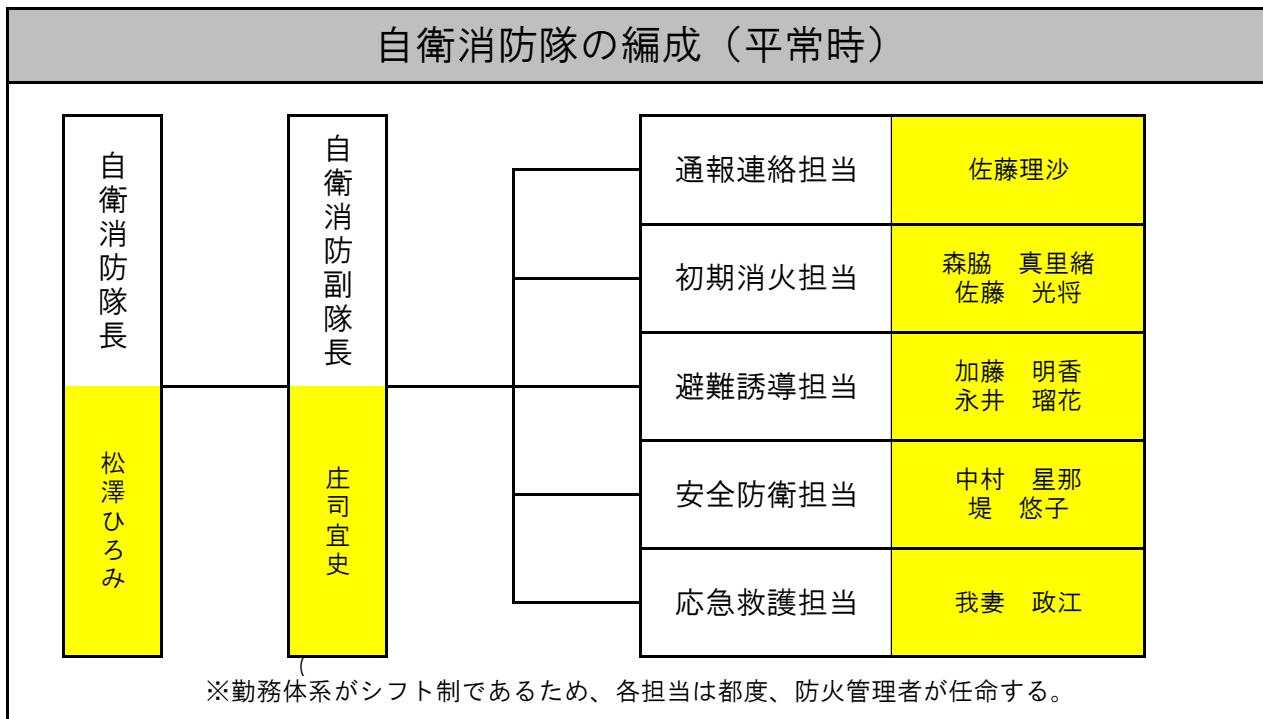 自衛消防隊の編成（平常時）
自衛消防隊長
松澤ひろみ
自衛消防副隊長
庄司宜史
通報連絡担当
佐藤理沙
初期消火担当
森脇　真里緒
佐藤　光将
避難誘導担当
加藤　明香
永井　瑠花
安全防衛担当
中村　星那
堤　悠子
応急救護担当
我妻　政江
（
※勤務体系がシフト制であるため、各担当は都度、防火管理者が任命する。